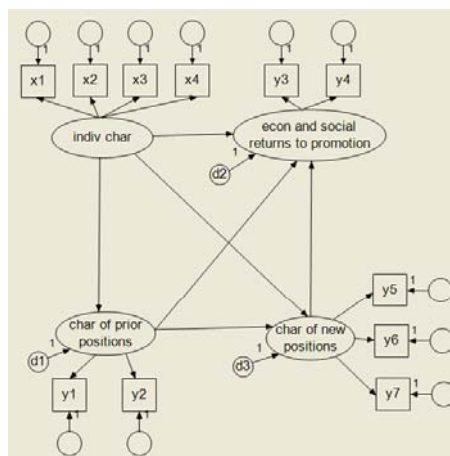 1 1 1 1 1 1
x1 x2 x3 x4 y3 y4
indiv char
econ and social
returns to promotion
1
d2
y5 1
char of prior
positions
char of new
positions
y6 1
1
d1
1
d3
y7 1
y1 y2
1 1